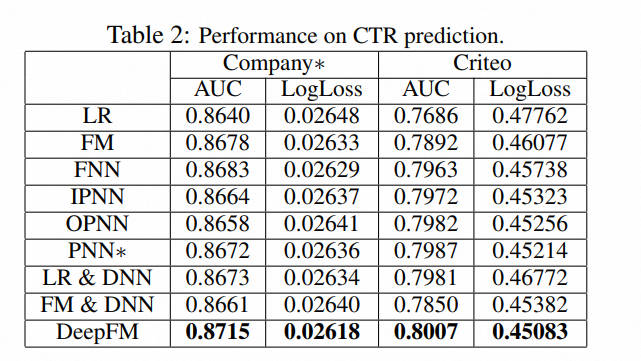 Table 2: Performance on CTR prediction.
Company∗ Criteo
AUC LogLoss AUC LogLoss
LR 0.8640 0.02648 0.7686 0.47762
FM 0.8678 0.02633 0.7892 0.46077
FNN 0.8683 0.02629 0.7963 0.45738
IPNN 0.8664 0.02637 0.7972 0.45323
OPNN 0.8658 0.02641 0.7982 0.45256
PNN∗ 0.8672 0.02636 0.7987 0.45214
LR & DNN 0.8673 0.02634 0.7981 0.46772
FM & DNN 0.8661 0.02640 0.7850 0.45382
DeepFM 0.8715 0.02618 0.8007 0.45083